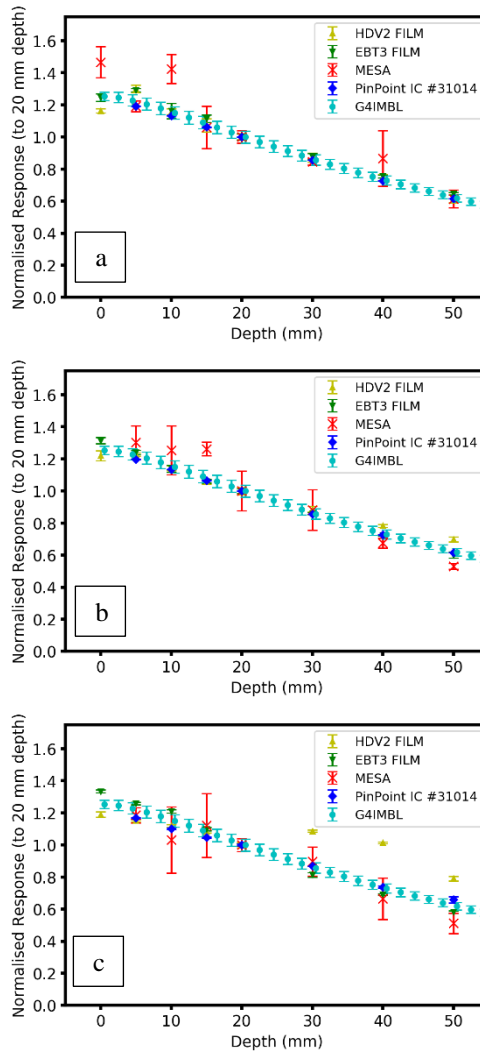 Normalised Response (to 20 mm depth)
1.6
1.4
1.2
1.0
0.8
0.6
0.4
0.2
0.0
HDV2 FILM
EBT3 FILM
MESA
PinPoint IC #31014
G4IMBL
a
0 10 20 30 40 50
Depth (mm)
Normalised Response (to 20 mm depth)
1.6
1.4
1.2
1.0
0.8
0.6
0.4
0.2
0.0
HDV2 FILM
EBT3 FILM
MESA
PinPoint IC #31014
G4IMBL
b
0 10 20 30 40 50
Depth (mm)
Normalised Response (to 20 mm depth)
1.6
1.4
1.2
1.0
0.8
0.6
0.4
0.2
0.0
HDV2 FILM
EBT3 FILM
MESA
PinPoint IC #31014
G4IMBL
c
0 10 20 30 40 50
Depth (mm)